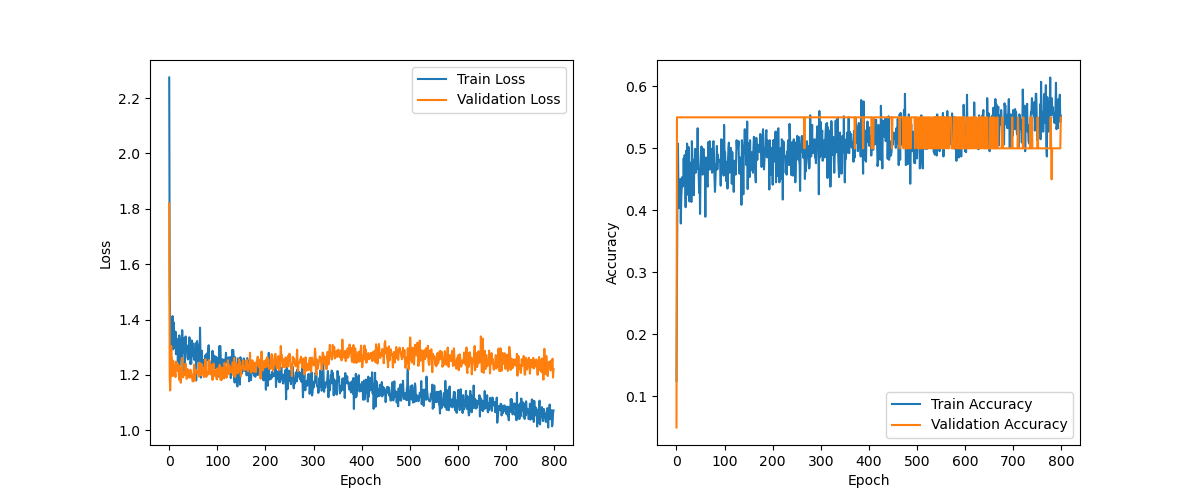 Train Loss
Validation Loss
2.2
2.0
1.8
1.6
1.4
1.2
1.0
Loss
0 100 200 300 400 500 600 700 800
Epoch
0.6
0.5
0.4
0.3
0.2
0.1
Accuracy
Train Accuracy
Validation Accuracy
0 100 200 300 400 500 600 700 800
Epoch